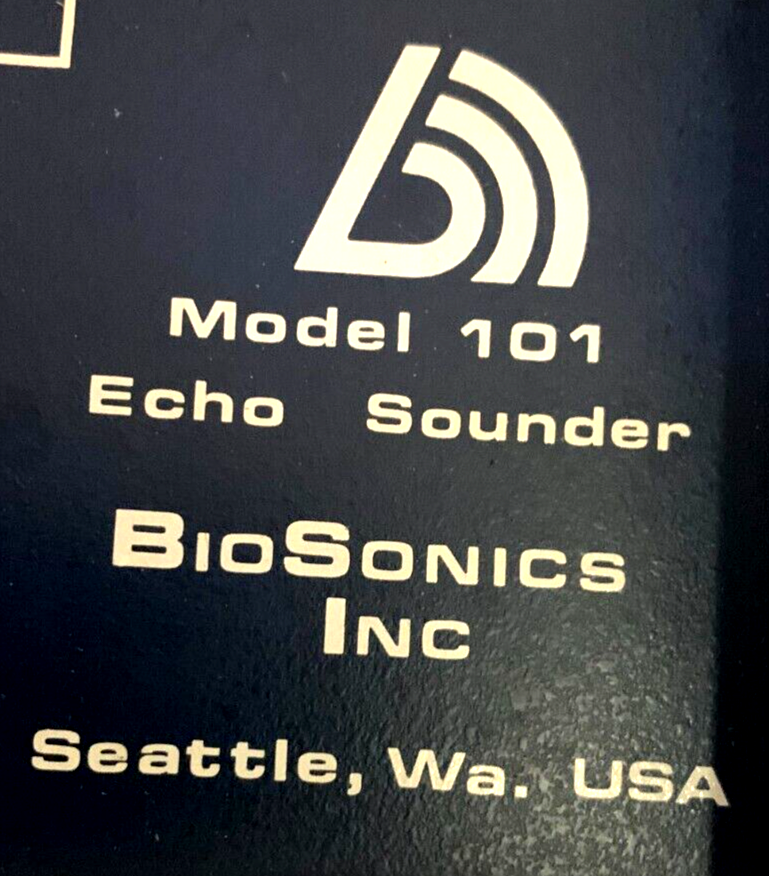 Model 101
Echo Sounder
BIOSONICS
INC
Seattle, Wa. USA